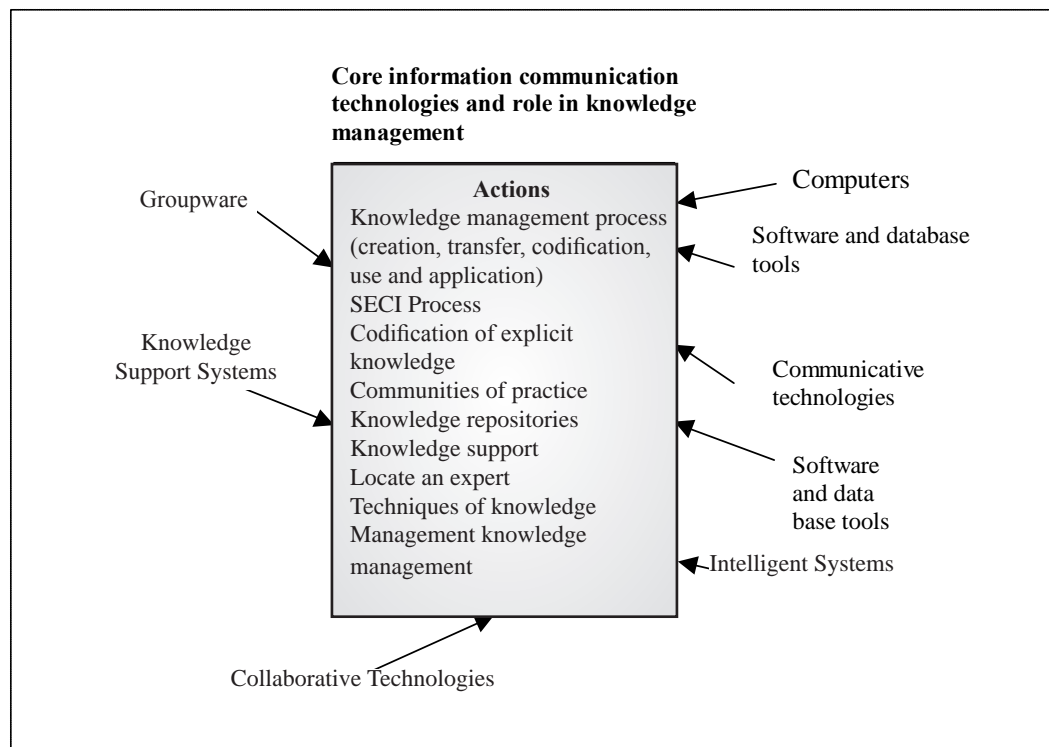 Core information communication
technologies and role in knowledge
management
Actions
Knowledge management process
(creation, transfer, codification,
use and application)
SECI Process
Codification of explicit
knowledge
Communities of practice
Knowledge repositories
Knowledge support
Locate an expert
Techniques of knowledge
Management knowledge
management
Groupware
Knowledge
Support Systems
Computers
Software and database
tools
Communicative
technologies
Software
and data
base tools
Intelligent Systems
Collaborative Technologies